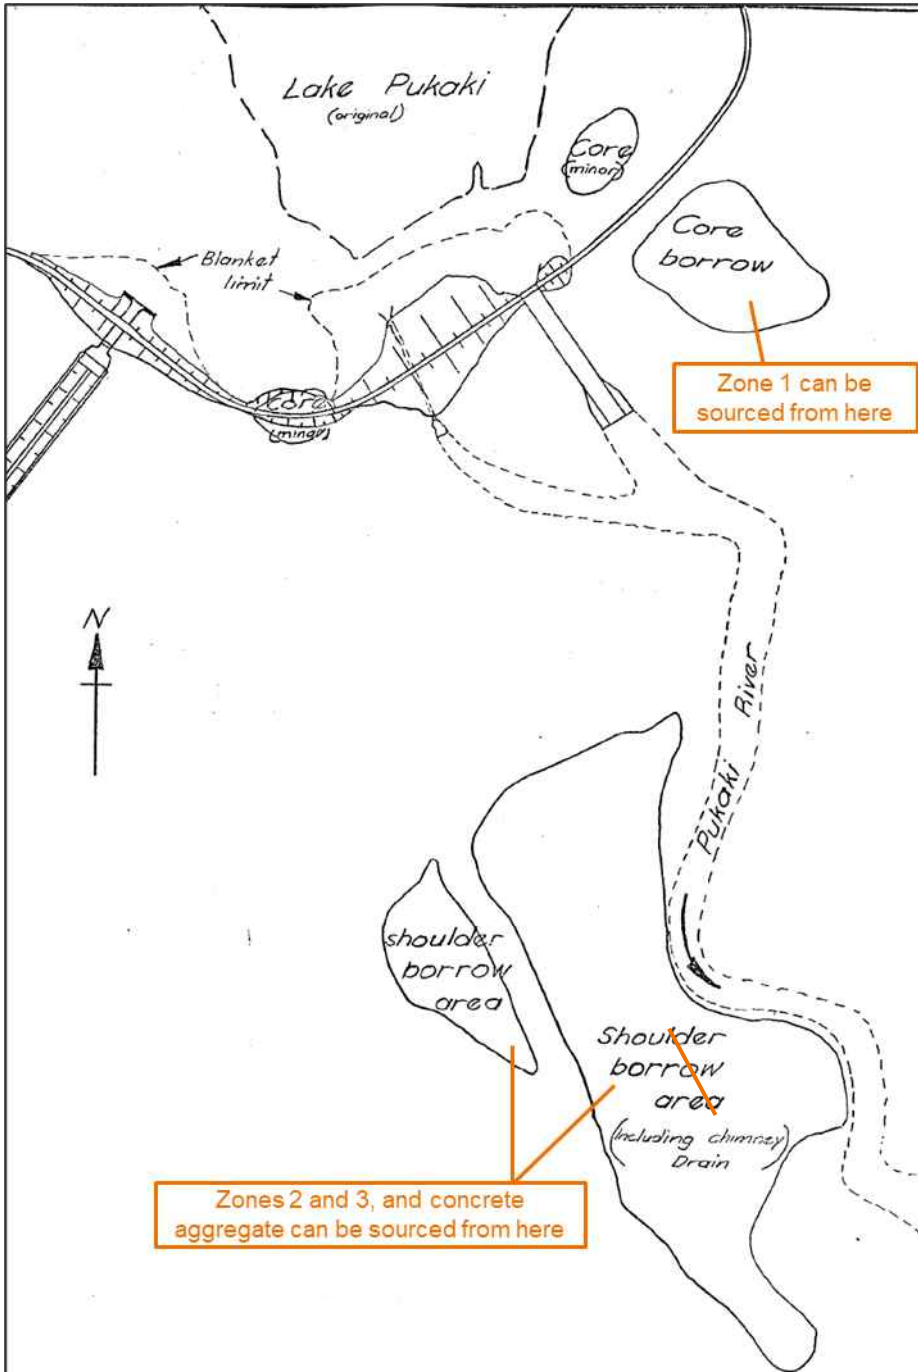 Lake Pukaki
(original)
Core
(minor)
Core
borrow
Blanket
limit
Zone 1 can be
sourced from here
Core
(minor)
N
Pukaki River
shoulder
borrow
area
Shoulder
borrow
area
(Including chimney
Drain)
Zones 2 and 3, and concrete
aggregate can be sourced from here